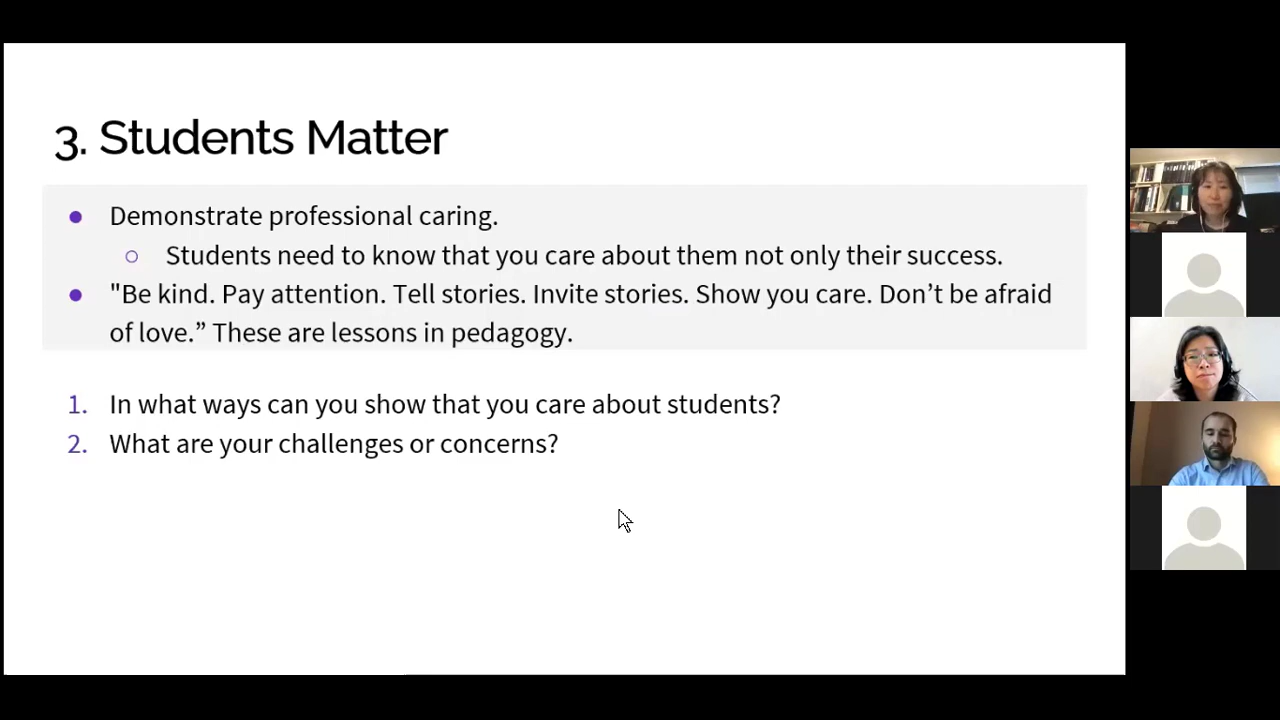 3. Students Matter
● Demonstrate professional caring.
○ Students need to know that you care about them not only their success.
● "Be kind. Pay attention. Tell stories. Invite stories. Show you care. Don’t be afraid
of love.” These are lessons in pedagogy.
1. In what ways can you show that you care about students?
2. What are your challenges or concerns?